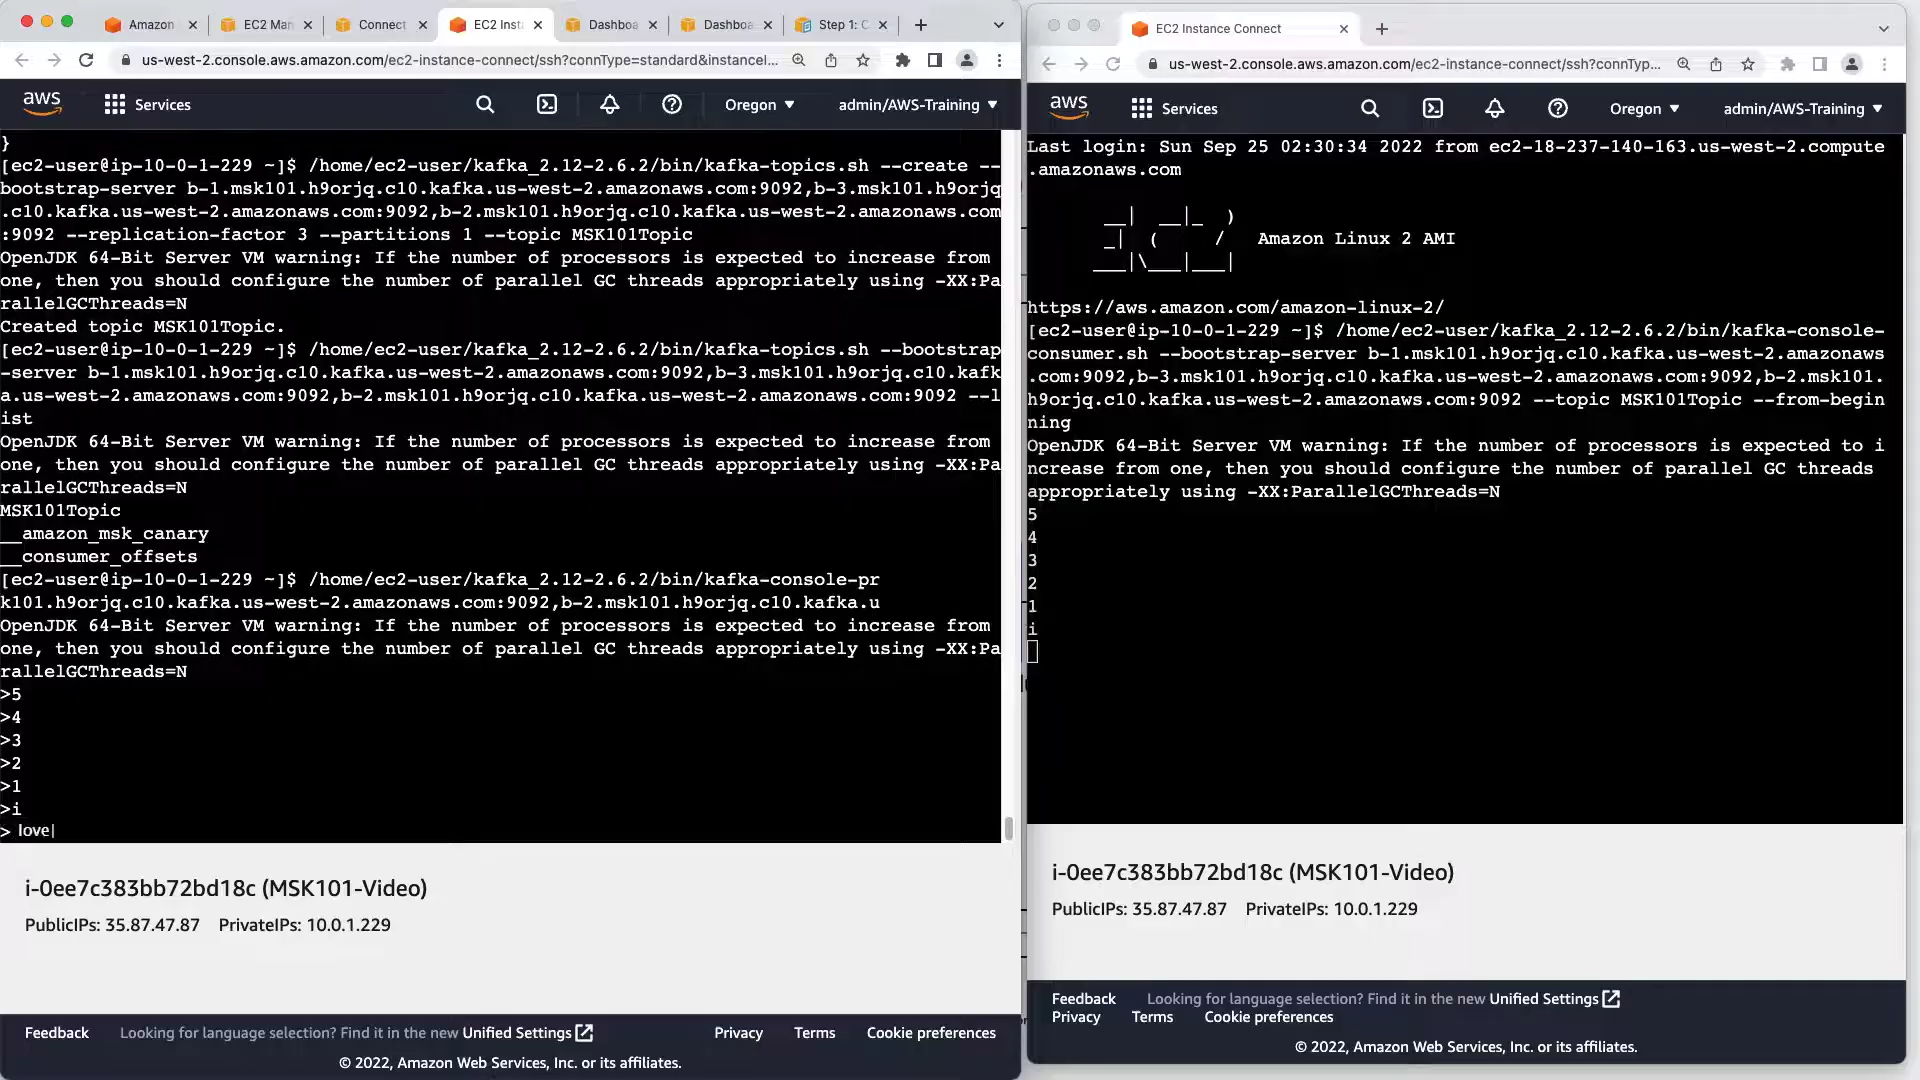 Amazon
EC2 Man
Connect
EC2 Inst
Dashboa
Dashboa
Step 1: C
us-west-2.console.aws.amazon.com/ec2-instance-connect/ssh?connType=standard&instanceI...
aws
Services
Oregon
admin/AWS-Training
}
[ec2-user@ip-10-0-1-229 ~]$ /home/ec2-user/kafka_2.12-2.6.2/bin/kafka-topics.sh --create --
bootstrap-server b-1.msk101.h9orjq.c10.kafka.us-west-2.amazonaws.com:9092,b-3.msk101.h9orjq
.c10.kafka.us-west-2.amazonaws.com:9092,b-2.msk101.h9orjq.c10.kafka.us-west-2.amazonaws.com
:9092 --replication-factor 3 --partitions 1 --topic MSK101Topic
OpenJDK 64-Bit Server VM warning: If the number of processors is expected to increase from
one, then you should configure the number of parallel GC threads appropriately using -XX:Pa
rallelGCThreads=N
Created topic MSK101Topic.
[ec2-user@ip-10-0-1-229 ~]$ /home/ec2-user/kafka_2.12-2.6.2/bin/kafka-topics.sh --bootstrap
-server b-1.msk101.h9orjq.c10.kafka.us-west-2.amazonaws.com:9092,b-3.msk101.h9orjq.c10.kafk
a.us-west-2.amazonaws.com:9092,b-2.msk101.h9orjq.c10.kafka.us-west-2.amazonaws.com:9092 --l
ist
OpenJDK 64-Bit Server VM warning: If the number of processors is expected to increase from
one, then you should configure the number of parallel GC threads appropriately using -XX:Pa
rallelGCThreads=N
MSK101Topic
__amazon_msk_canary
__consumer_offsets
[ec2-user@ip-10-0-1-229 ~]$ /home/ec2-user/kafka_2.12-2.6.2/bin/kafka-console-pr
k101.h9orjq.c10.kafka.us-west-2.amazonaws.com:9092,b-2.msk101.h9orjq.c10.kafka.u
OpenJDK 64-Bit Server VM warning: If the number of processors is expected to increase from
one, then you should configure the number of parallel GC threads appropriately using -XX:Pa
rallelGCThreads=N
>5
>4
>3
>2
>1
>i
> love
i-0ee7c383bb72bd18c (MSK101-Video)
PublicIPs: 35.87.47.87 PrivateIPs: 10.0.1.229
Feedback Looking for language selection? Find it in the new Unified Settings Privacy Terms Cookie preferences
© 2022, Amazon Web Services, Inc. or its affiliates.
EC2 Instance Connect
us-west-2.console.aws.amazon.com/ec2-instance-connect/ssh?connTyp...
aws
Services
Oregon
admin/AWS-Training
Last login: Sun Sep 25 02:30:34 2022 from ec2-18-237-140-163.us-west-2.compute
.amazonaws.com
__|  __|_  )
_|  (     /   Amazon Linux 2 AMI
___|\___|___|
https://aws.amazon.com/amazon-linux-2/
[ec2-user@ip-10-0-1-229 ~]$ /home/ec2-user/kafka_2.12-2.6.2/bin/kafka-console-
consumer.sh --bootstrap-server b-1.msk101.h9orjq.c10.kafka.us-west-2.amazonaws
.com:9092,b-3.msk101.h9orjq.c10.kafka.us-west-2.amazonaws.com:9092,b-2.msk101.
h9orjq.c10.kafka.us-west-2.amazonaws.com:9092 --topic MSK101Topic --from-begin
ning
OpenJDK 64-Bit Server VM warning: If the number of processors is expected to i
ncrease from one, then you should configure the number of parallel GC threads
appropriately using -XX:ParallelGCThreads=N
5
4
3
2
1
i
i-0ee7c383bb72bd18c (MSK101-Video)
PublicIPs: 35.87.47.87 PrivateIPs: 10.0.1.229
Feedback Looking for language selection? Find it in the new Unified Settings
Privacy Terms Cookie preferences
© 2022, Amazon Web Services, Inc. or its affiliates.